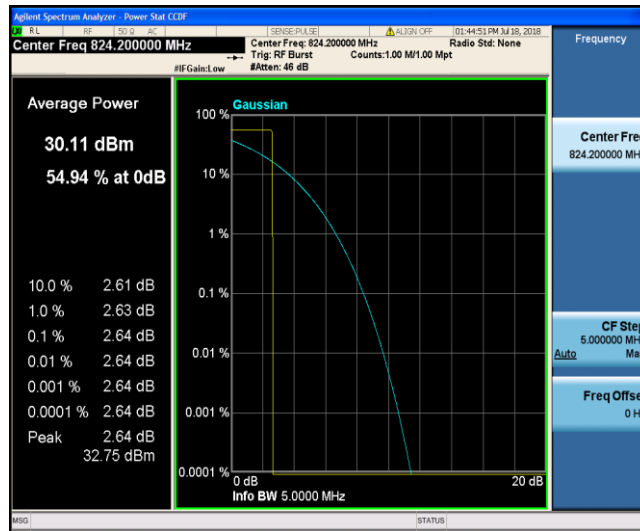 Agilent Spectrum Analyzer - Power Stat CCDF
RL RF 50 Ω AC SENSE:PULSE ALIGN OFF 01:44:51 PM Jul 18, 2018
Center Freq 824.200000 MHz Center Freq: 824.200000 MHz Radio Std: None
Trig: RF Burst Counts:1.00 M/1.00 Mpt
#IFGain:Low #Atten: 46 dB
Frequency
Average Power
30.11 dBm
54.94 % at 0dB
10.0 % 2.61 dB
1.0 % 2.63 dB
0.1 % 2.64 dB
0.01 % 2.64 dB
0.001 % 2.64 dB
0.0001 % 2.64 dB
Peak 2.64 dB
32.75 dBm
Gaussian
100 %
10 %
1 %
0.1 %
0.01 %
0.001 %
0.0001 %
0 dB 20 dB
Info BW 5.0000 MHz
Center Fre
824.200000 MH
CF Step
5.000000 MH
Auto Ma
Freq Offse
0 H
MSG STATUS